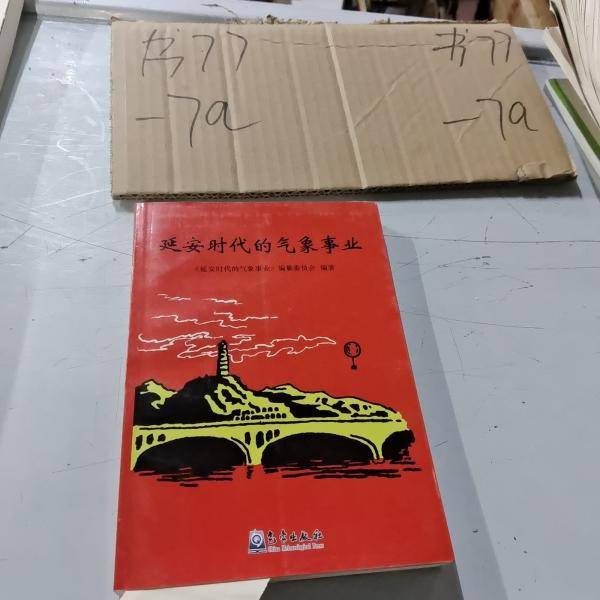 书77 书77
-7a -7a
延安时代的气象事业
《延安时代的气象事业》编纂委员会 编著
气象出版社
China Meteorological Press